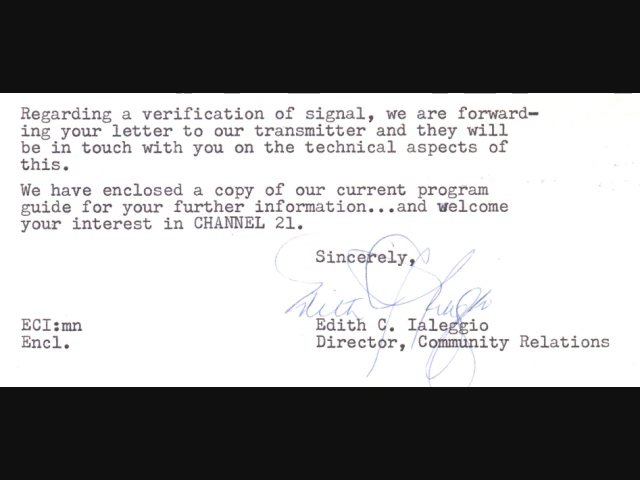 Regarding a verification of signal, we are forward-
ing your letter to our transmitter and they will
be in touch with you on the technical aspects of
this.
We have enclosed a copy of our current program
guide for your further information...and welcome
your interest in CHANNEL 21.
Sincerely,
Edith C. Ialeggio
ECI:mn
Edith C. Ialeggio
Encl.
Director, Community Relations